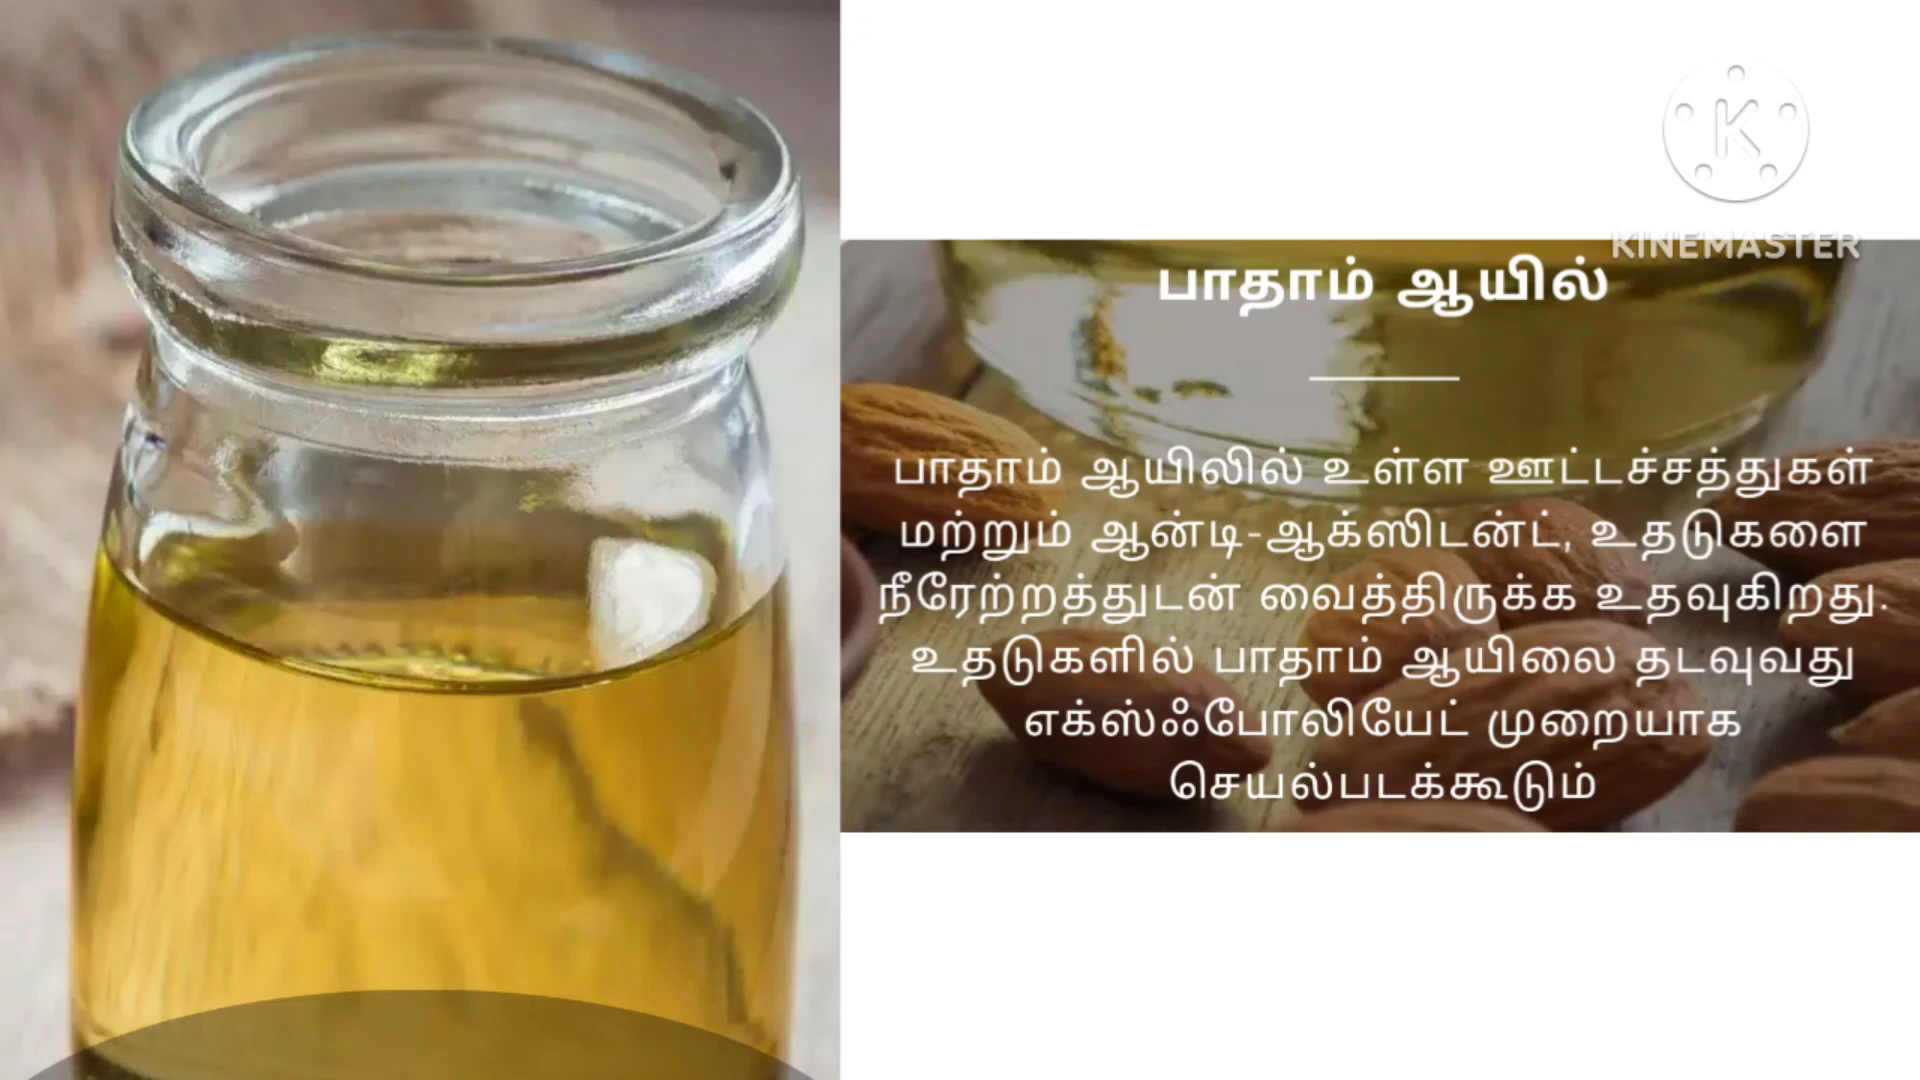 K
KINEMASTER
பாதாம் ஆயில்
பாதாம் ஆயிலில் உள்ள ஊட்டச்சத்துகள்
மற்றும் ஆன்டி-ஆக்ஸிடன்ட், உதடுகளை
நீரேற்றத்துடன் வைத்திருக்க உதவுகிறது.
உதடுகளில் பாதாம் ஆயிலை தடவுவது
எக்ஸ்ஃபோலியேட் முறையாக
செயல்படக்கூடும்